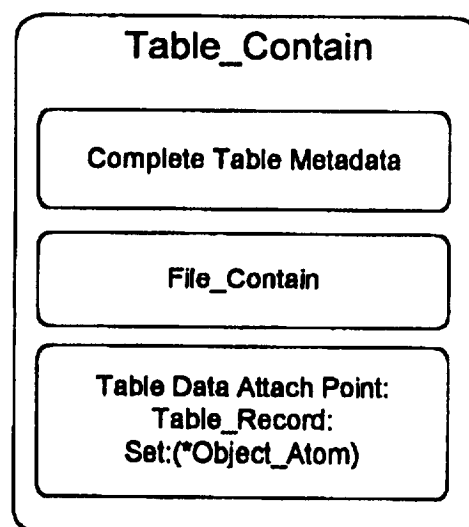 Table_Contain
Complete Table Metadata
File_Contain
Table Data Attach Point:
Table_Record:
Set:(*Object_Atom)